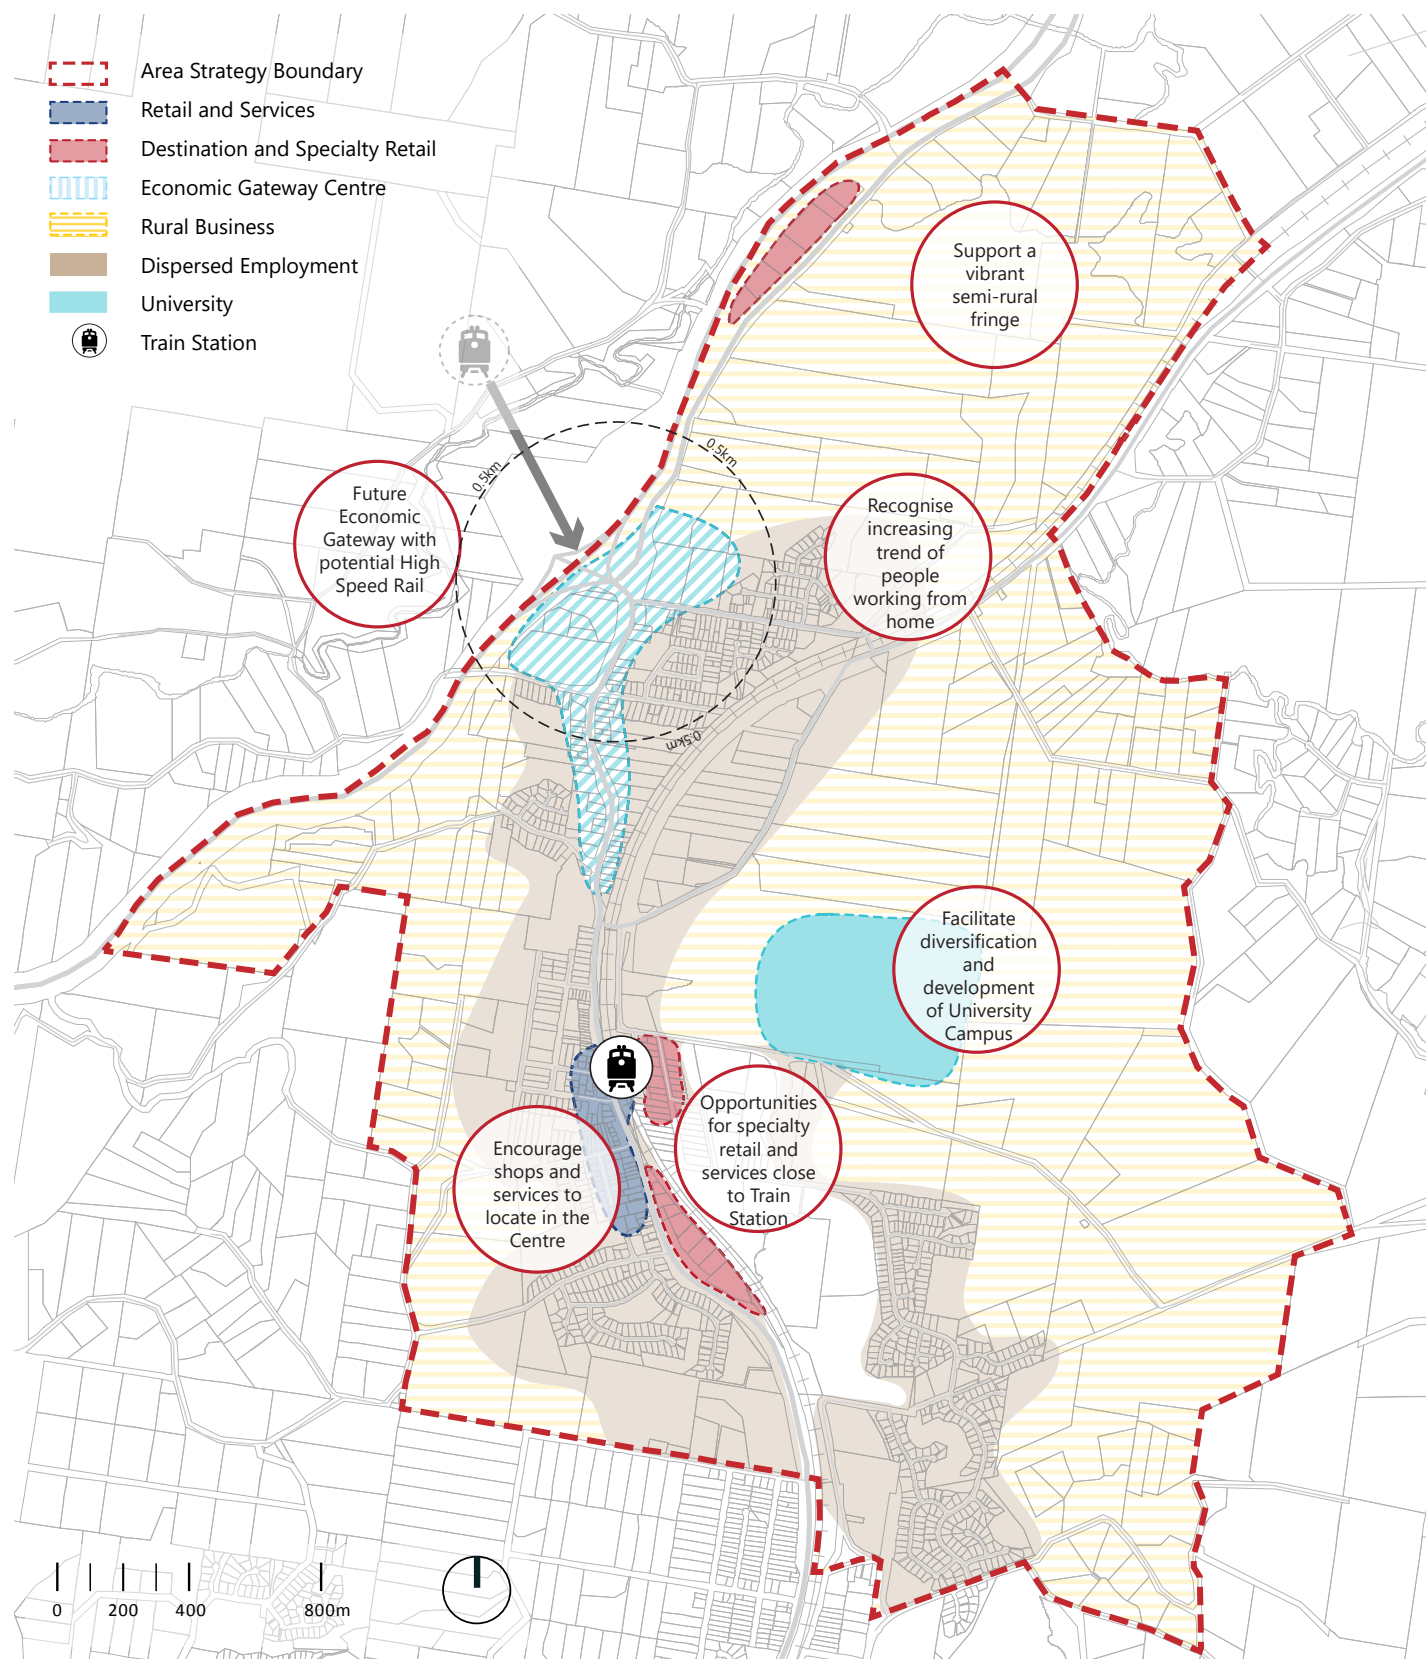 Area Strategy Boundary
Retail and Services
Destination and Specialty Retail
Economic Gateway Centre
Rural Business
Dispersed Employment
University
Train Station
Support a
vibrant
semi-rural
fringe
0.5km
0.5km
Future
Economic
Gateway with
potential High
Speed Rail
Recognise
increasing
trend of
people
working from
home
0.5km
Facilitate
diversification
and
development
of University
Campus
Opportunities
for specialty
retail and
services close
to Train
Station
Encourage
shops and
services to
locate in the
Centre
0 200 400 800m